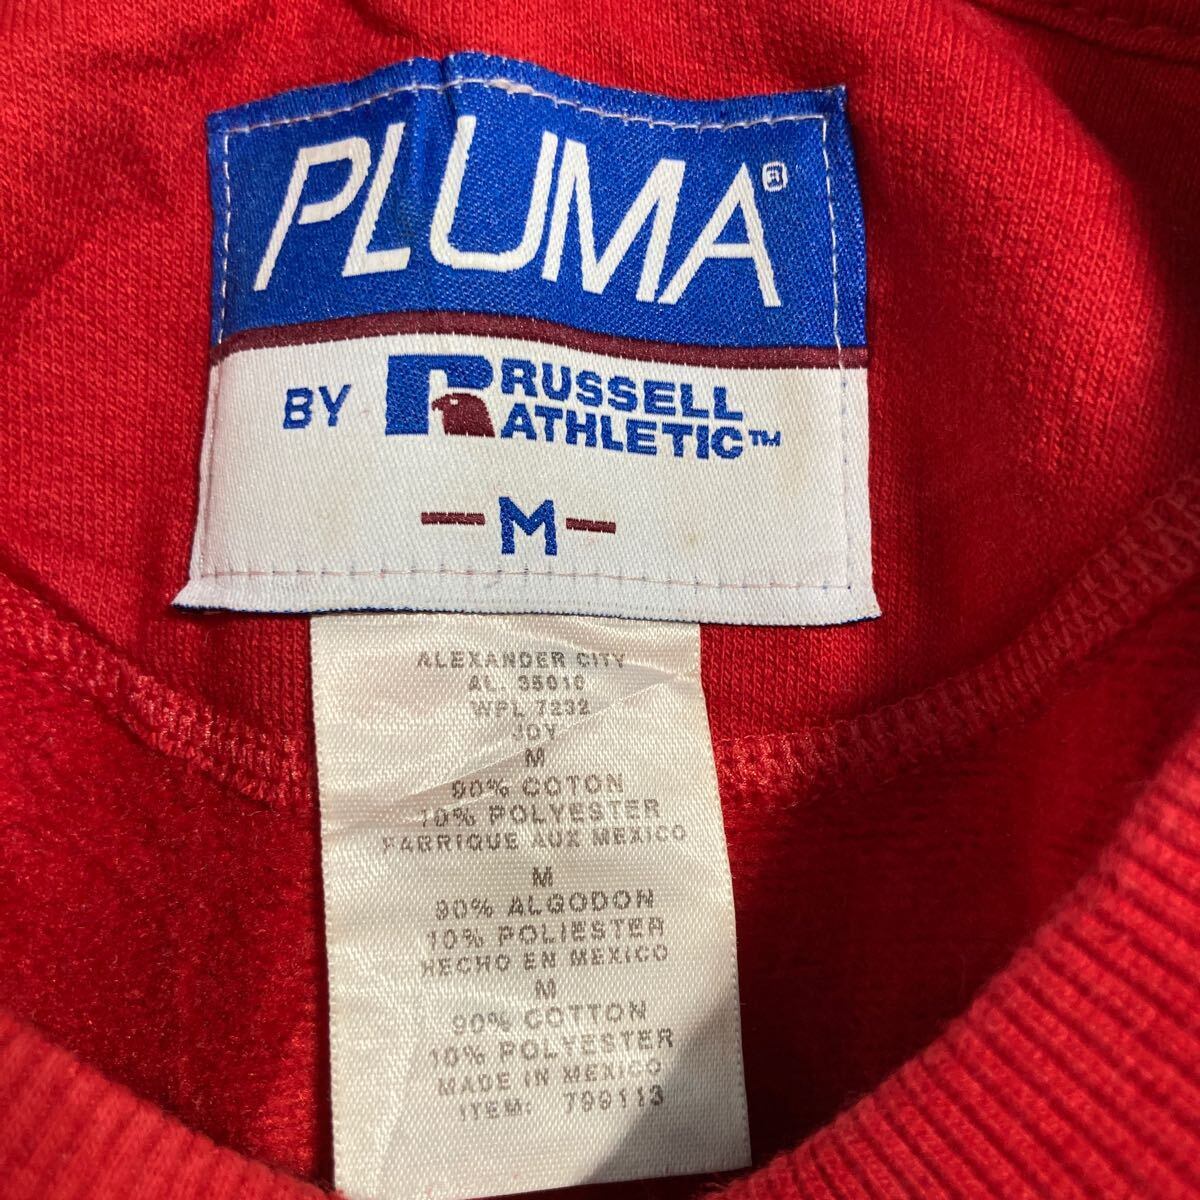 PLUMA®
BY R RUSSELL
ATHLETIC™
-M-
ALEXANDER CITY
AL. 35010
WPL 7232
JOY
M
90% COTON
10% POLYESTER
FABRIQUE AUX MEXICO
M
90% ALGODON
10% POLIESTER
HECHO EN MEXICO
M
90% COTTON
10% POLYESTER
MADE IN MEXICO
ITEM: 799113